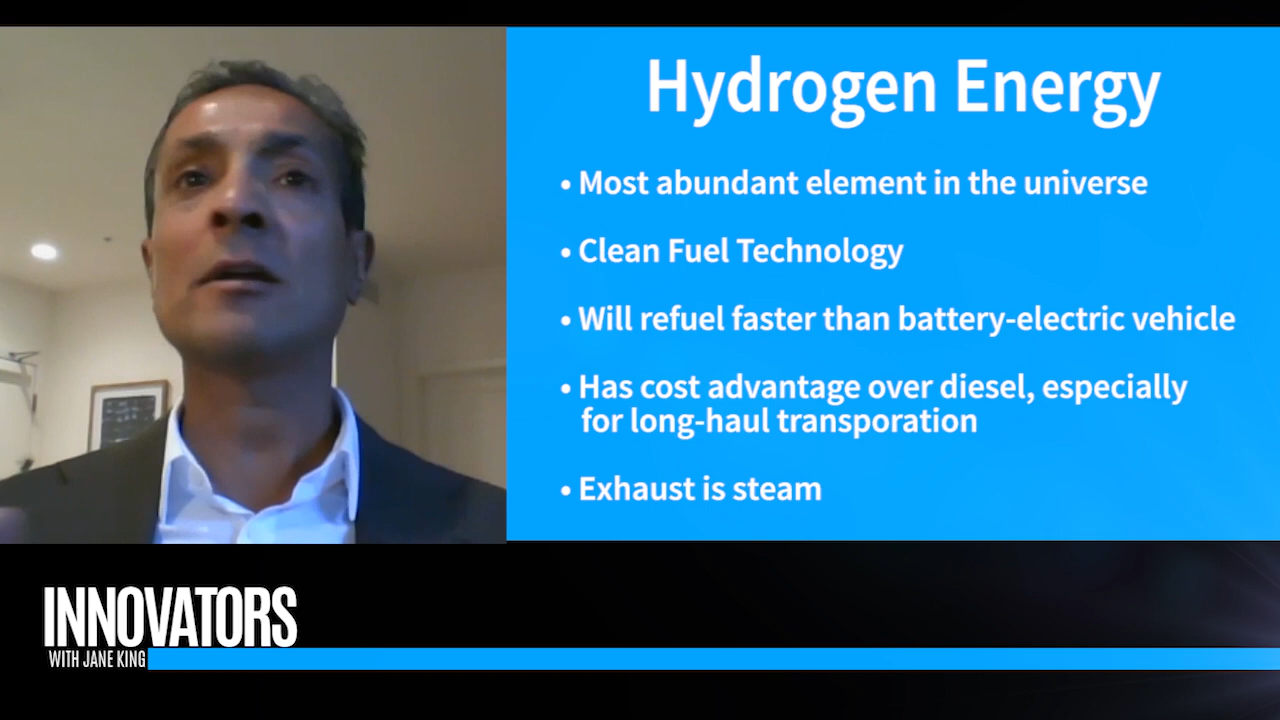 Hydrogen Energy
• Most abundant element in the universe
• Clean Fuel Technology
• Will refuel faster than battery-electric vehicle
• Has cost advantage over diesel, especially
for long-haul transporation
• Exhaust is steam
INNOVATORS
WITH JANE KING